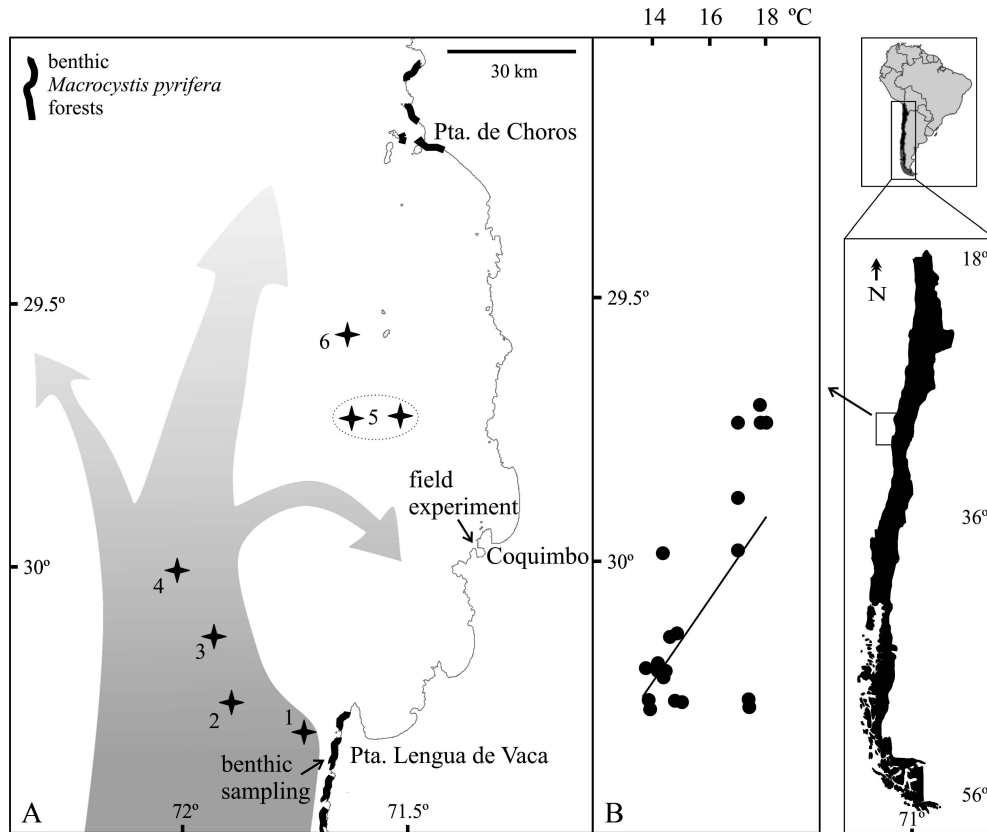 14 16 18 ºC
benthic
Macrocystis pyrifera
forests
30 km
Pta. de Choros
29.5º
6
5
field
experiment
Coquimbo
30º
4
3
2
1
Pta. Lengua de Vaca
benthic
sampling
A
72º
71.5º
29.5º
30º
B
N
18º
36º
56º
71º